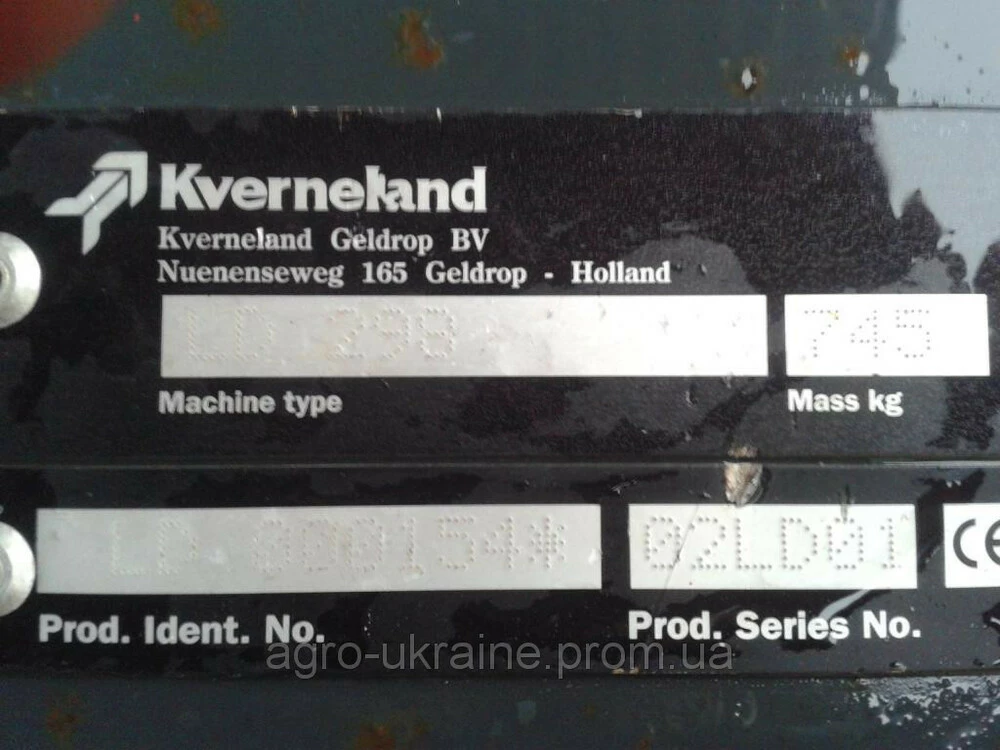 Kverneland
Kverneland Geldrop BV
Nuenenseweg 165 Geldrop - Holland
LD 298
745
Machine type
Mass kg
LD 000154*
02LD01
CE
Prod. Ident. No.
Prod. Series No.
agro-ukraine.prom.ua